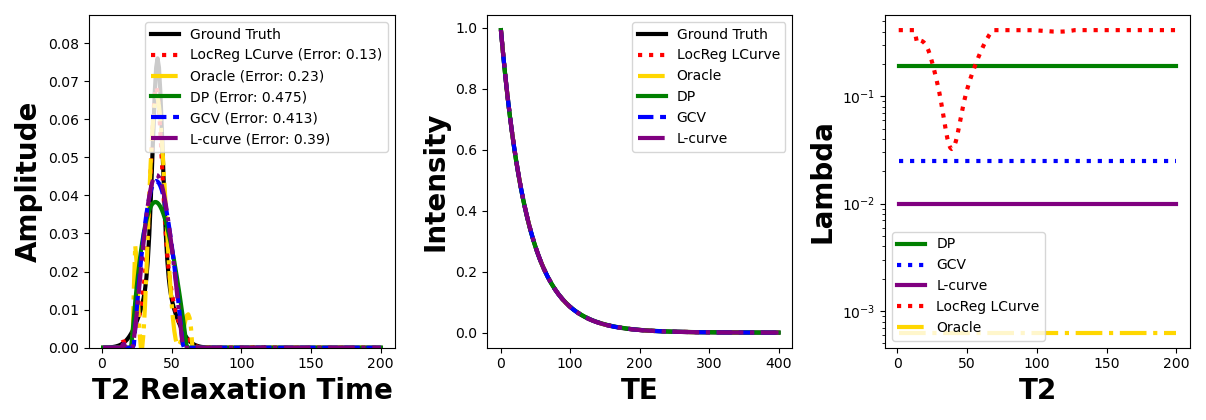 Amplitude
0.08
0.07
0.06
0.05
0.04
0.03
0.02
0.01
0.00
Ground Truth
LocReg LCurve (Error: 0.13)
Oracle (Error: 0.23)
DP (Error: 0.475)
GCV (Error: 0.413)
L-curve (Error: 0.39)
0 50 100 150 200
T2 Relaxation Time
Intensity
1.0
0.8
0.6
0.4
0.2
0.0
Ground Truth
LocReg LCurve
Oracle
DP
GCV
L-curve
0 100 200 300 400
TE
Lambda
10⁻¹
10⁻²
10⁻³
DP
GCV
L-curve
LocReg LCurve
Oracle
0 50 100 150 200
T2